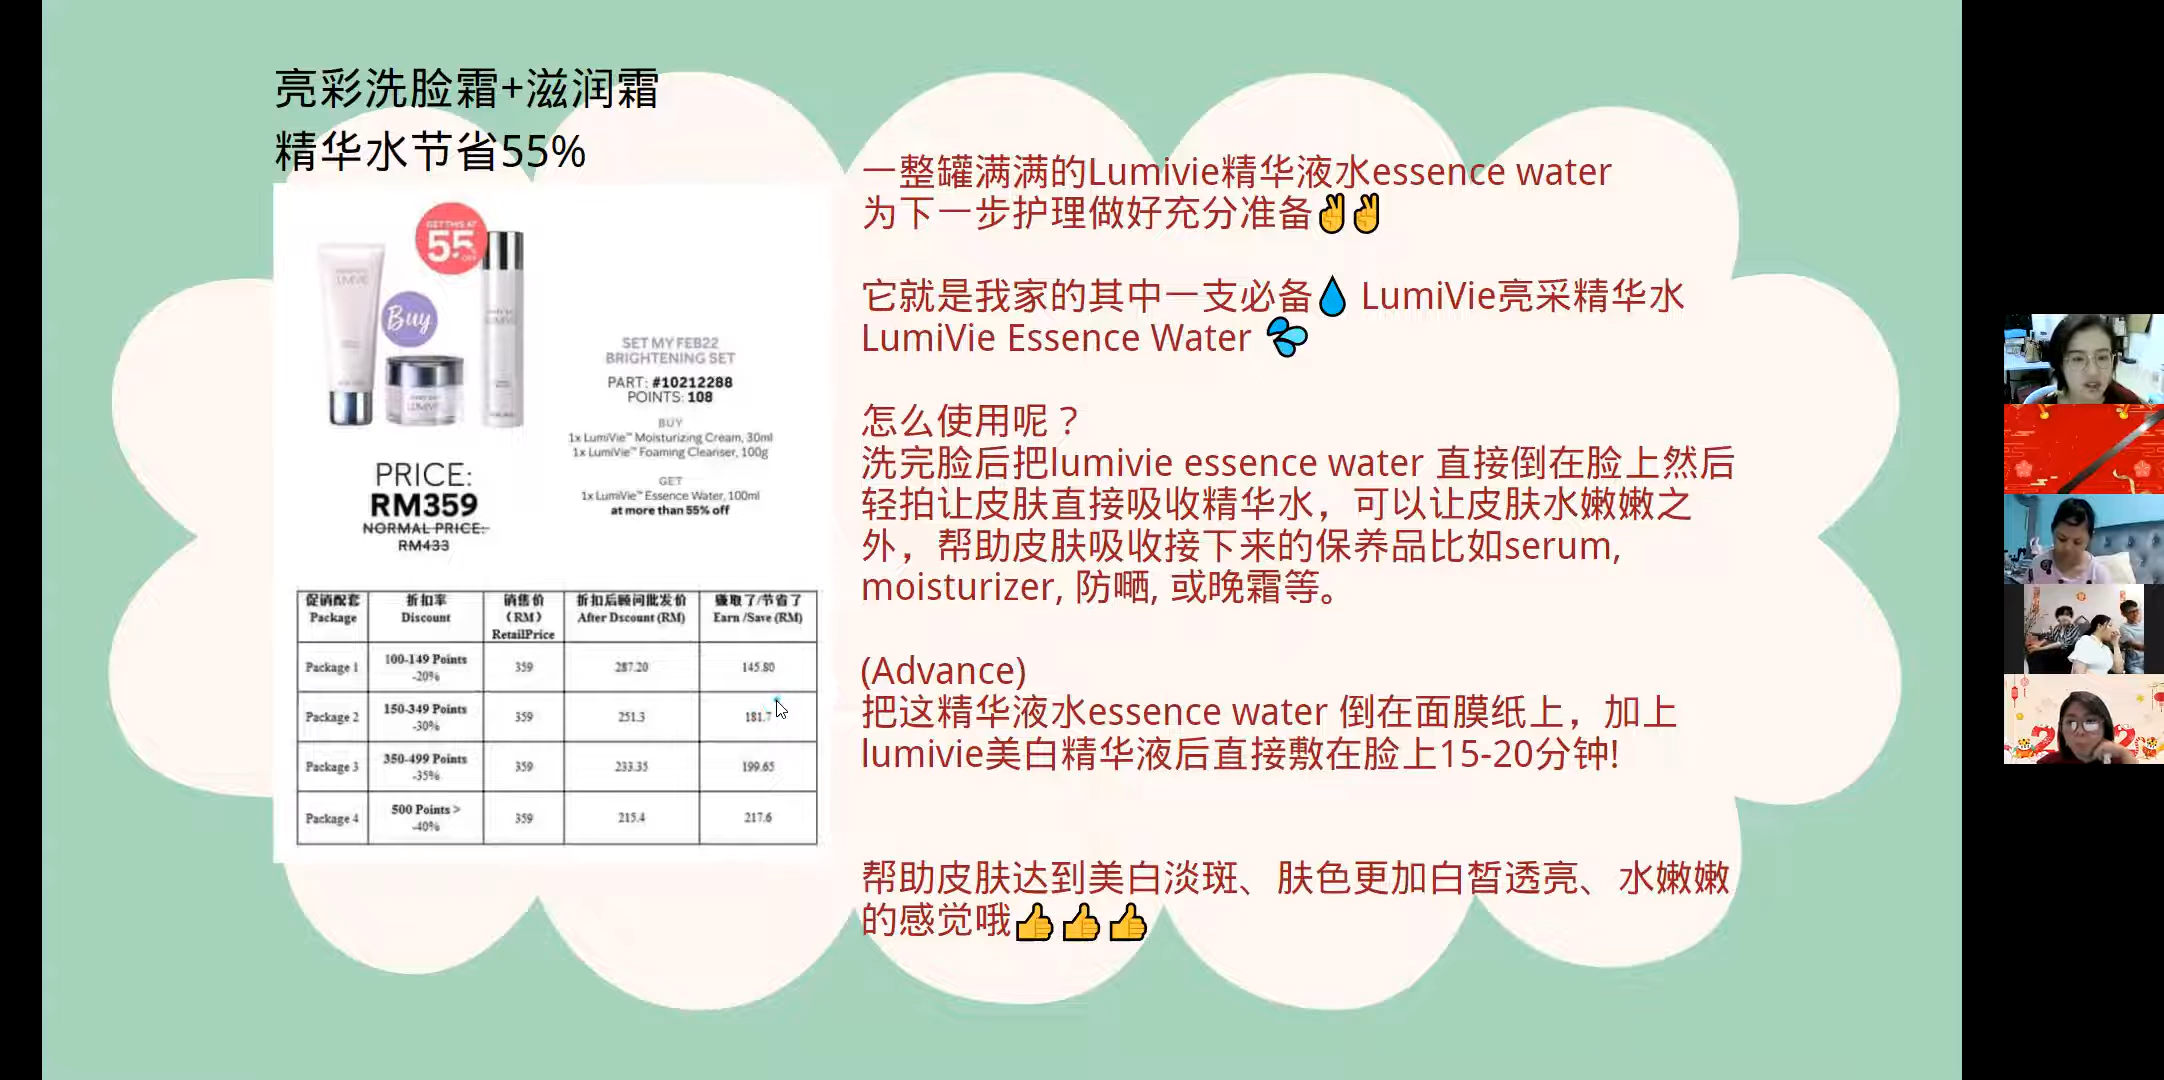 亮彩洗脸霜+滋润霜
精华水节省55%
GET THIS AT
55%
OFF
Buy
LUMIVIE
PRICE:
RM359
NORMAL PRICE:
RM433
SET MY FEB22
BRIGHTENING SET
PART: #10212288
POINTS: 108
BUY
1x LumiVie™ Moisturizing Cream, 30ml
1x LumiVie™ Foaming Cleanser, 100g
GET
1x LumiVie™ Essence Water, 100ml
at more than 55% off
促销配套 折扣率 销售价 折扣后顾问批发价 赚取了/节省了
Package Discount (RM) After Dscount (RM) Earn /Save (RM)
RetailPrice
Package 1 100-149 Points -20% 359 287.20 145.80
Package 2 150-349 Points -30% 359 251.3 181.7
Package 3 350-499 Points -35% 359 233.35 199.65
Package 4 500 Points > -40% 359 215.4 217.6
一整罐满满的Lumivie精华液水essence water
为下一步护理做好充分准备✌✌
它就是我家的其中一支必备💧 LumiVie亮采精华水
LumiVie Essence Water 💦
怎么使用呢？
洗完脸后把lumivie essence water 直接倒在脸上然后
轻拍让皮肤直接吸收精华水，可以让皮肤水嫩嫩之
外，帮助皮肤吸收接下来的保养品比如serum,
moisturizer, 防嗮, 或晚霜等。
(Advance)
把这精华液水essence water 倒在面膜纸上，加上
lumivie美白精华液后直接敷在脸上15-20分钟!
帮助皮肤达到美白淡斑、肤色更加白皙透亮、水嫩嫩
的感觉哦👍👍👍